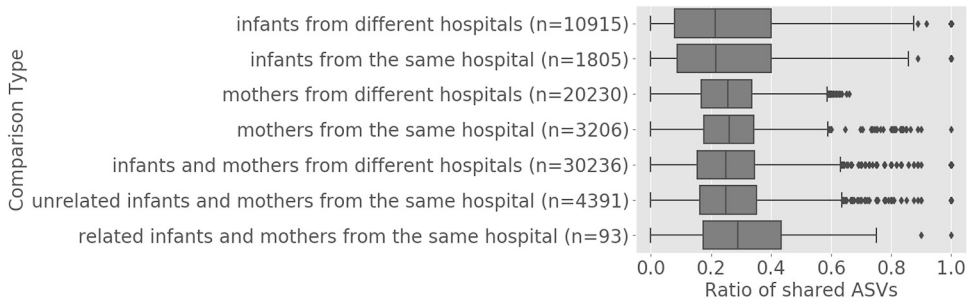 Comparison Type
infants from different hospitals (n=10915)
infants from the same hospital (n=1805)
mothers from different hospitals (n=20230)
mothers from the same hospital (n=3206)
infants and mothers from different hospitals (n=30236)
unrelated infants and mothers from the same hospital (n=4391)
related infants and mothers from the same hospital (n=93)
0.0 0.2 0.4 0.6 0.8 1.0
Ratio of shared ASVs